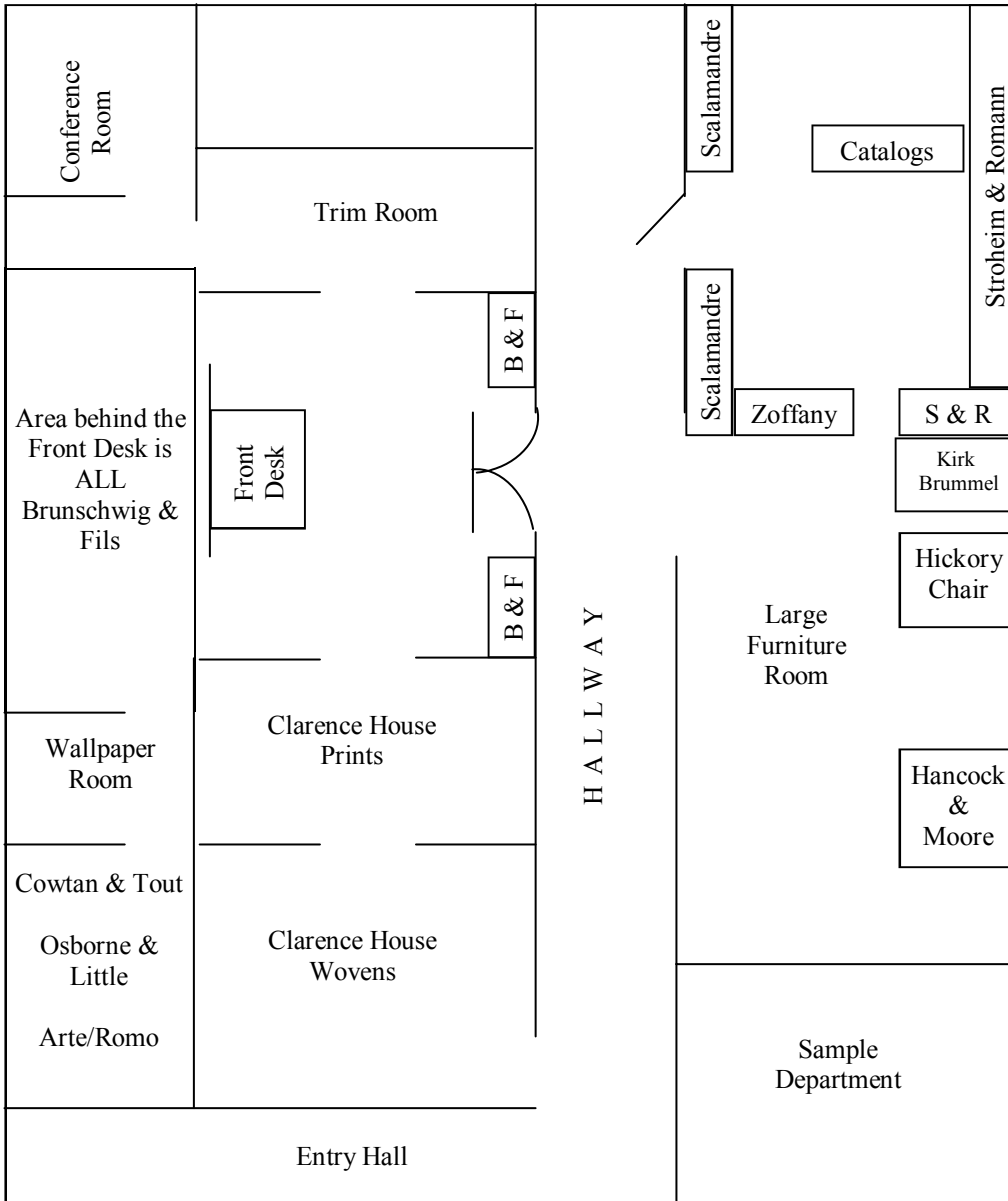 Conference
Room
Trim Room
Scalamandre
Catalogs
Stroheim & Romann
B & F
Scalamandre
Zoffany
S & R
Kirk
Brummel
Area behind the
Front Desk is
ALL
Brunschwig &
Fils
Front
Desk
Hickory
Chair
B & F
HALLWAY
Large
Furniture
Room
Wallpaper
Room
Clarence House
Prints
Hancock
&
Moore
Cowtan & Tout
Osborne &
Little
Arte/Romo
Clarence House
Wovens
Sample
Department
Entry Hall